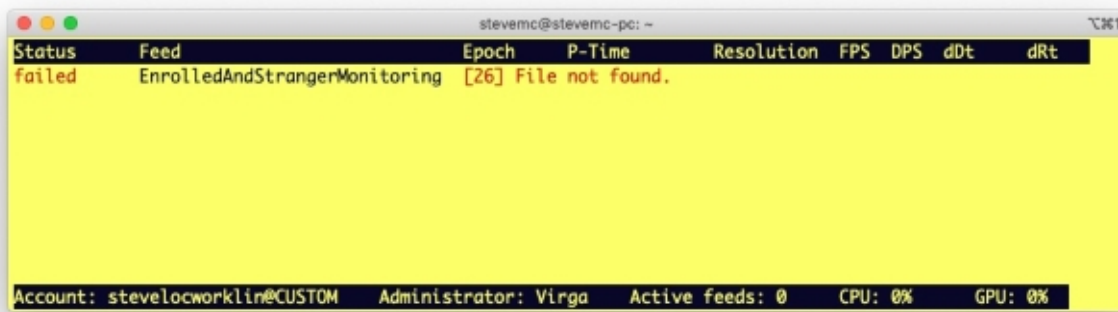 stevemc@stevemc-pc: ~
Status Feed Epoch P-Time Resolution FPS DPS dDt dRt
failed EnrolledAndStrangerMonitoring [26] File not found.
Account: stevelocworklin@CUSTOM Administrator: Virga Active feeds: 0 CPU: 0% GPU: 0%